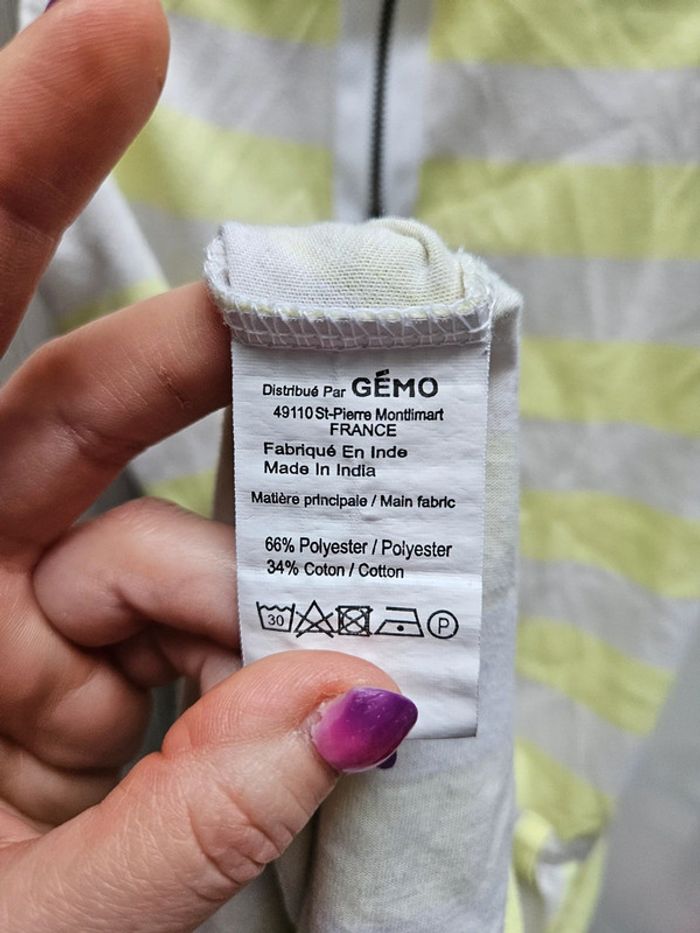 Distribué Par GÉMO
49110 St-Pierre Montlimart
FRANCE
Fabriqué En Inde
Made In India
Matière principale / Main fabric
66% Polyester / Polyester
34% Coton / Cotton
30 P